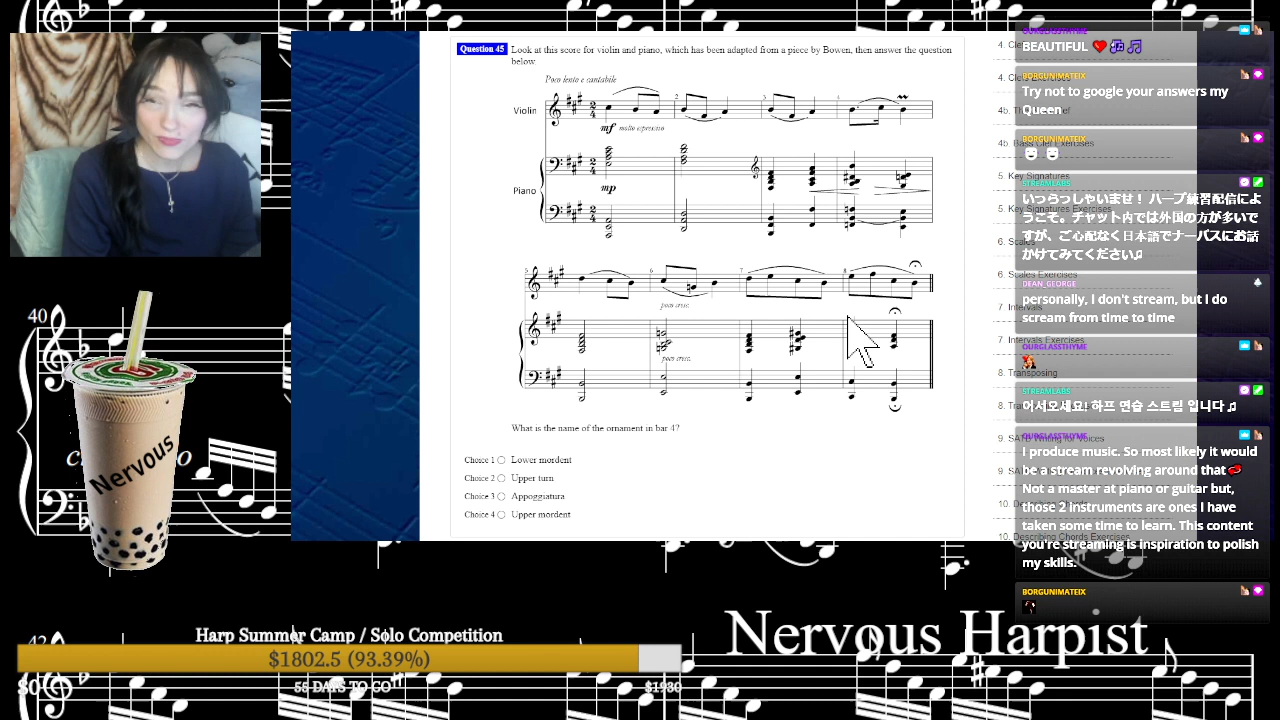 Question 45 Look at this score for violin and piano, which has been adapted from a piece by Bowen, then answer the question
below.
Poco lento e cantabile
Violin
mf molto espressivo
Piano
mp
poco cresc.
poco cresc.
What is the name of the ornament in bar 4?
Choice 1 Lower mordent
Choice 2 Upper turn
Choice 3 Appoggiatura
Choice 4 Upper mordent
4b. Bass Clef Exercises
5. Key Signatures
5. Key Signatures Exercises
6. Scales
6. Scales Exercises
7. Intervals
7. Intervals Exercises
8. Transposing
9. SATB Writing for Voices
10. Describing Chords Exercises
OURGLASSTHYME
BEAUTIFUL
BORGUNIMATEIX
Try not to google your answers my
Queen
BORGUNIMATEIX
STREAMLABS
いらっしゃいませ！ ハープ練習配信によ
うこそ。チャット内では外国の方が多いで
すが、ご心配なく日本語でナーバスにお話
かけてみてください♫
DEAN_GEORGE
personally, I don't stream, but I do
scream from time to time
OURGLASSTHYME
STREAMLABS
어서오세요! 하프 연습 스트림 입니다 ♫
OURGLASSTHYME
I produce music. So most likely it would
be a stream revolving around that
Not a master at piano or guitar but,
those 2 instruments are ones I have
taken some time to learn. This content
you're streaming is inspiration to polish
my skills.
BORGUNIMATEIX
40
Nervous
42
Harp Summer Camp / Solo Competition
$1802.5 (93.39%)
$0
55 DAYS TO GO
$1930
Nervous Harpist